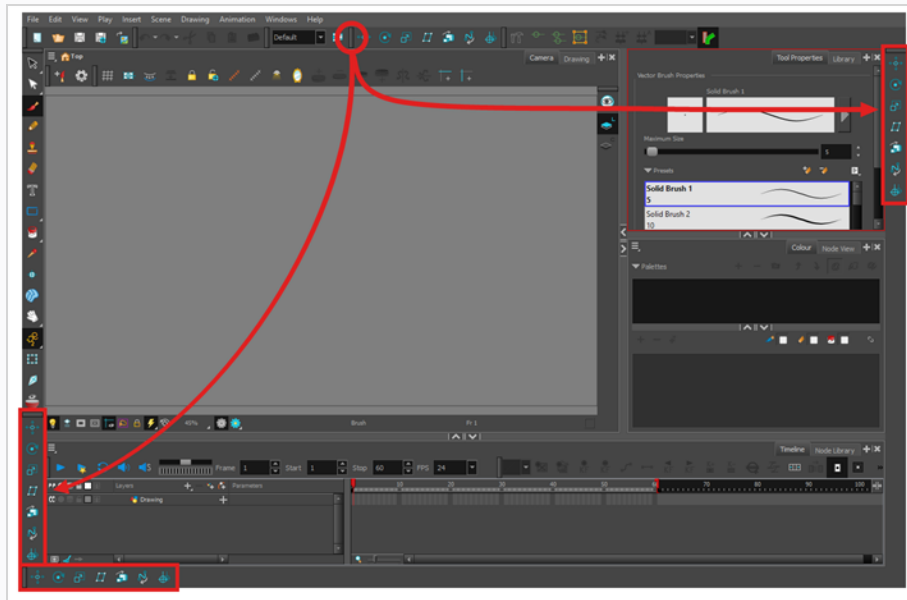 File Edit View Play Insert Scene Drawing Animation Windows Help
Default
Top
Camera Drawing
Tool Properties Library
Vector Brush Properties
Solid Brush 1
Maximum Size
5
Presets
Solid Brush 1
5
Solid Brush 2
10
Colour Node View
Palettes
40%
Brush
Fr 1
Timeline Node Library
Frame 1 Start 1 Stop 60 FPS 24
Layers Parameters
10 20 30 40 50 60 70 80 90 100
Drawing